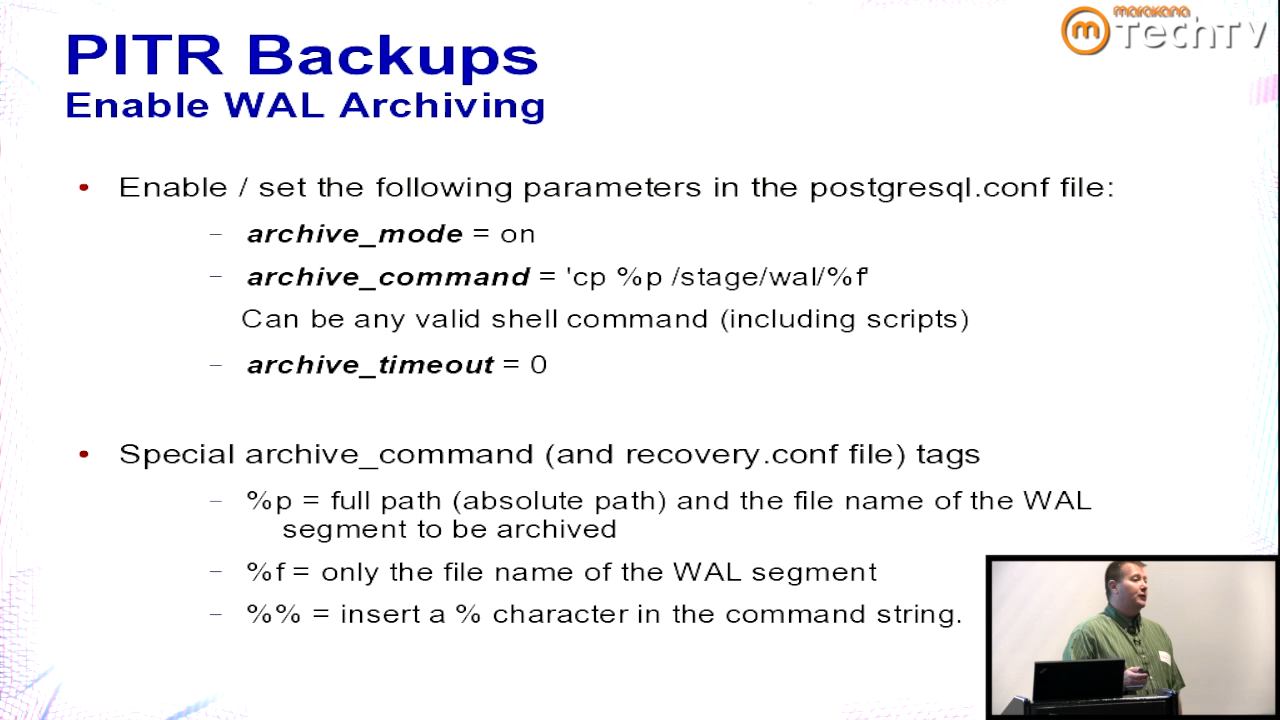 marakana
TechTV
PITR Backups
Enable WAL Archiving
• Enable / set the following parameters in the postgresql.conf file:
– archive_mode = on
– archive_command = 'cp %p /stage/wal/%f'
Can be any valid shell command (including scripts)
– archive_timeout = 0
• Special archive_command (and recovery.conf file) tags
– %p = full path (absolute path) and the file name of the WAL
segment to be archived
– %f = only the file name of the WAL segment
– %% = insert a % character in the command string.